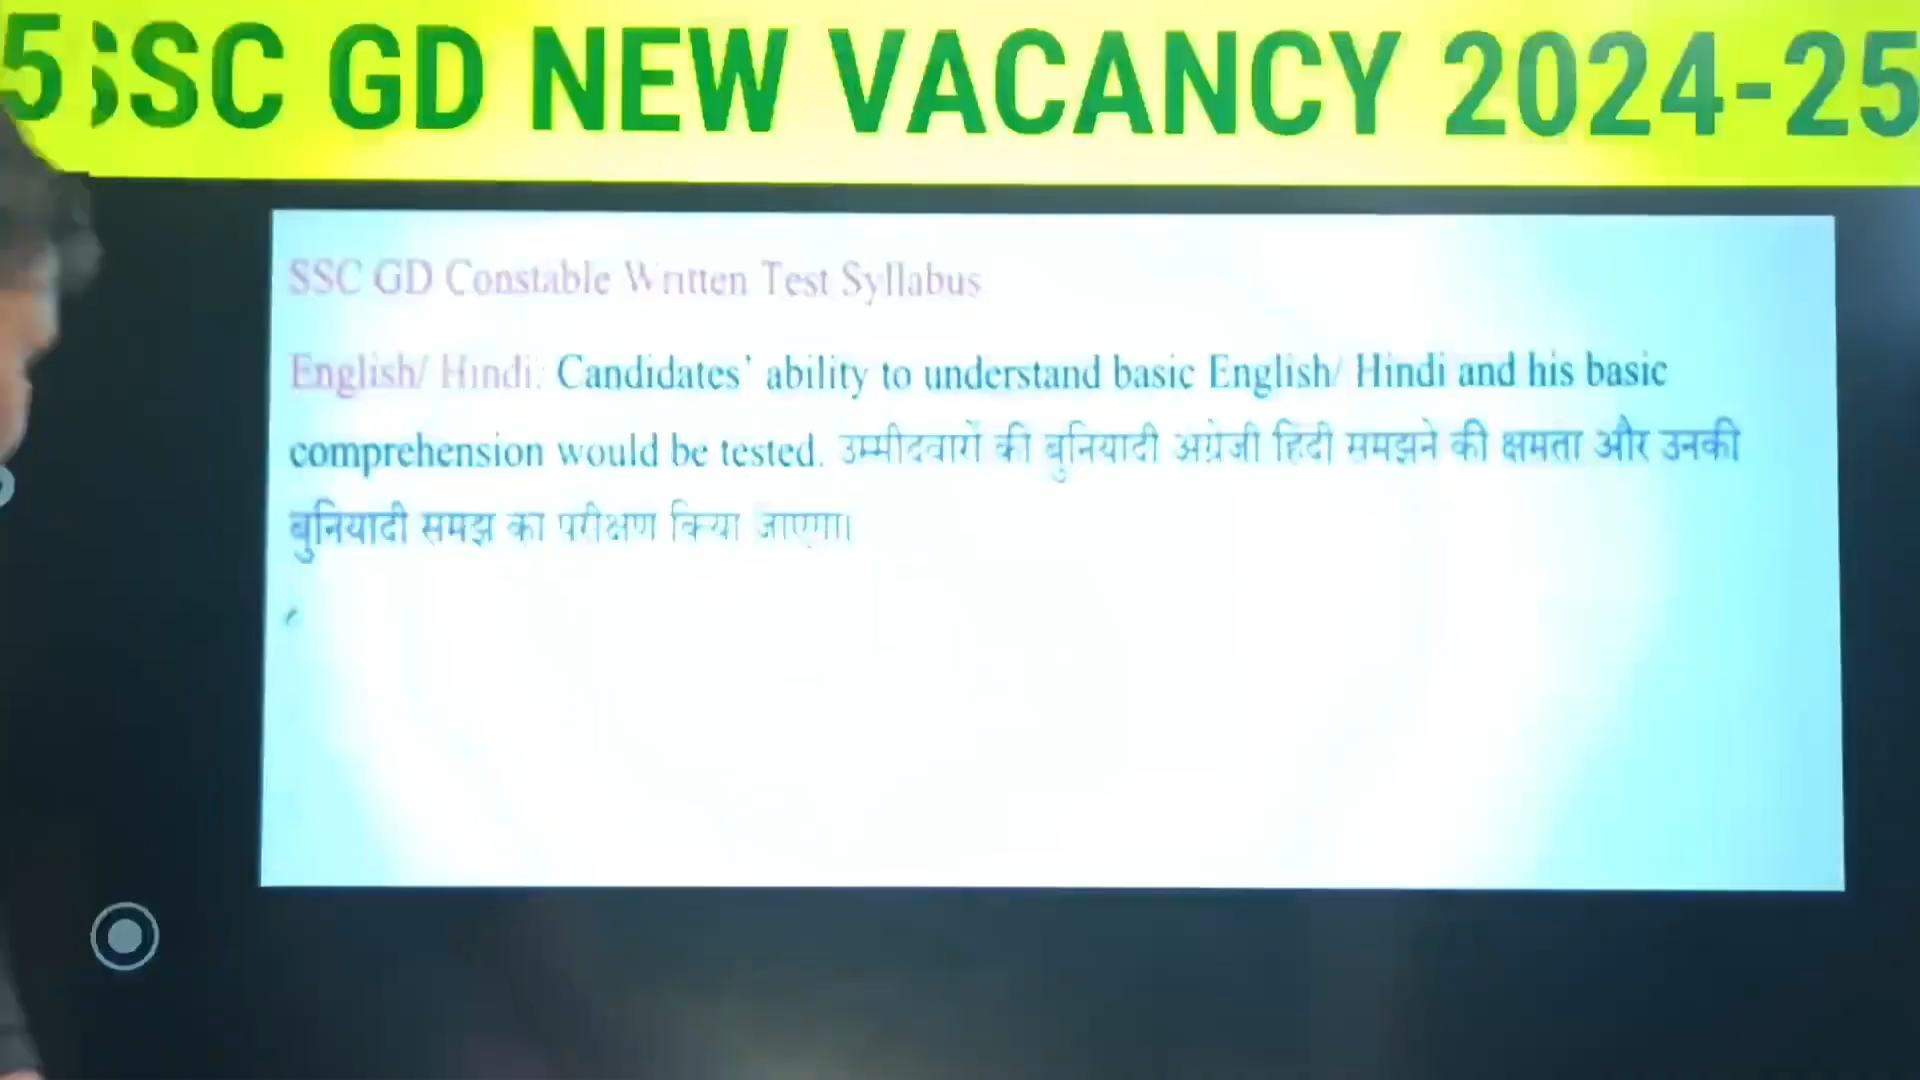 5 SSC GD NEW VACANCY 2024-25
SSC GD Constable Written Test Syllabus
English/ Hindi: Candidates' ability to understand basic English/ Hindi and his basic
comprehension would be tested. उम्मीदवारों की बुनियादी अंग्रेजी हिंदी समझने की क्षमता और उनकी
बुनियादी समझ का परीक्षण किया जाएगा।